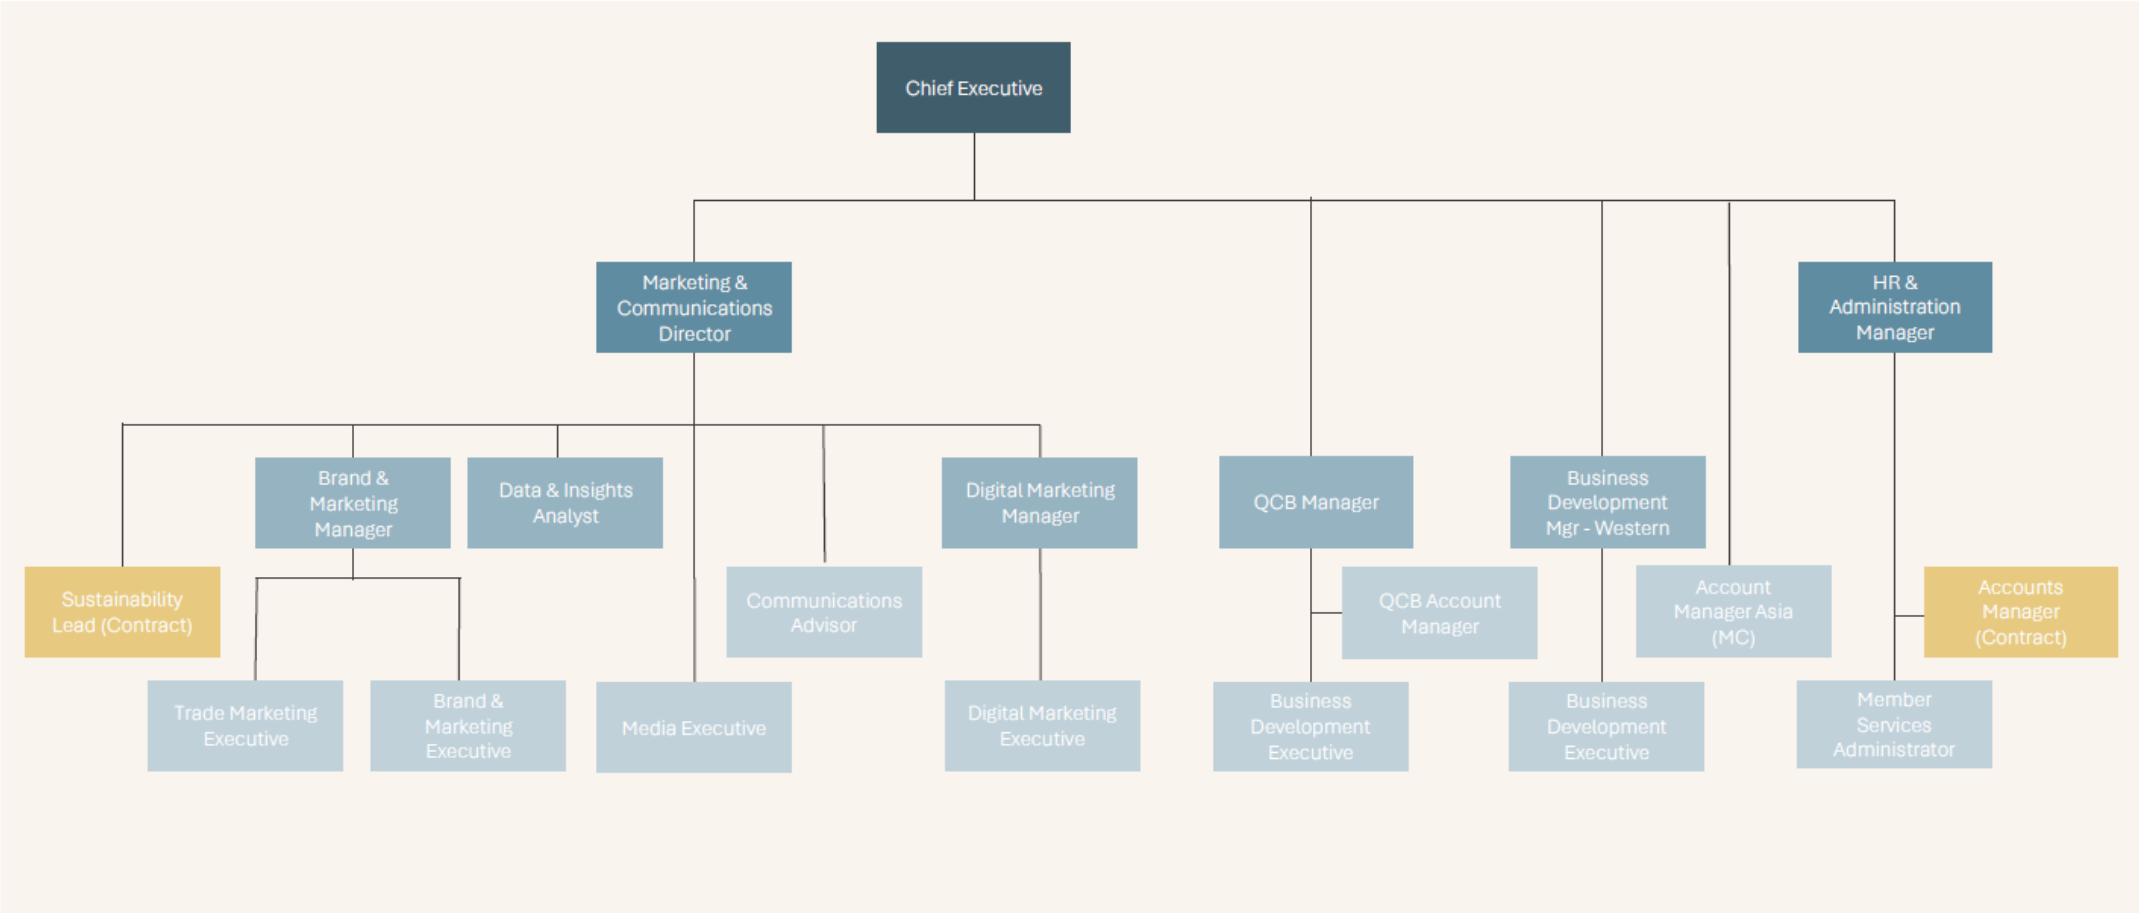 Chief Executive
Marketing &
Communications
Director
HR &
Administration
Manager
Brand &
Marketing
Manager
Data & Insights
Analyst
Digital Marketing
Manager
QCB Manager
Business
Development
Mgr - Western
Sustainability
Lead (Contract)
Communications
Advisor
QCB Account
Manager
Account
Manager Asia
(MC)
Accounts
Manager
(Contract)
Trade Marketing
Executive
Brand &
Marketing
Executive
Media Executive
Digital Marketing
Executive
Business
Development
Executive
Business
Development
Executive
Member
Services
Administrator